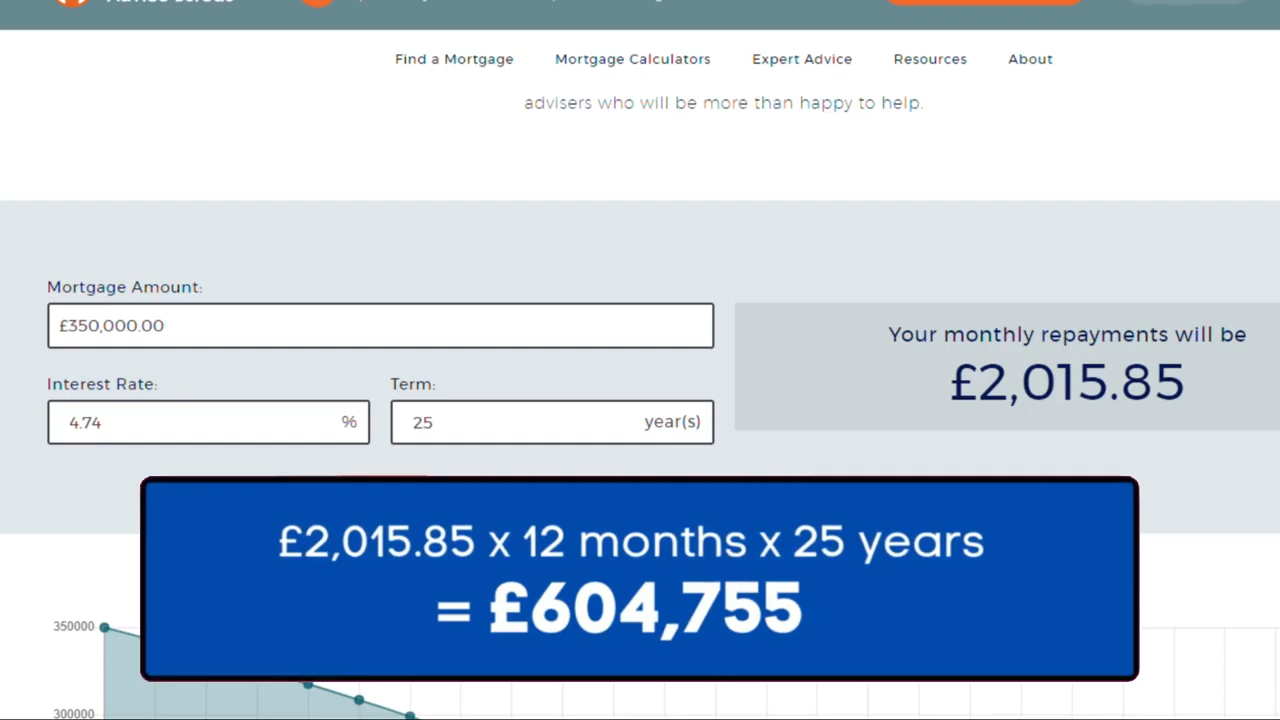 Find a Mortgage Mortgage Calculators Expert Advice Resources About
advisers who will be more than happy to help.
Mortgage Amount:
£350,000.00
Your monthly repayments will be
£2,015.85
Interest Rate: Term:
4.74 % 25 year(s)
£2,015.85 x 12 months x 25 years
= £604,755
350000
300000